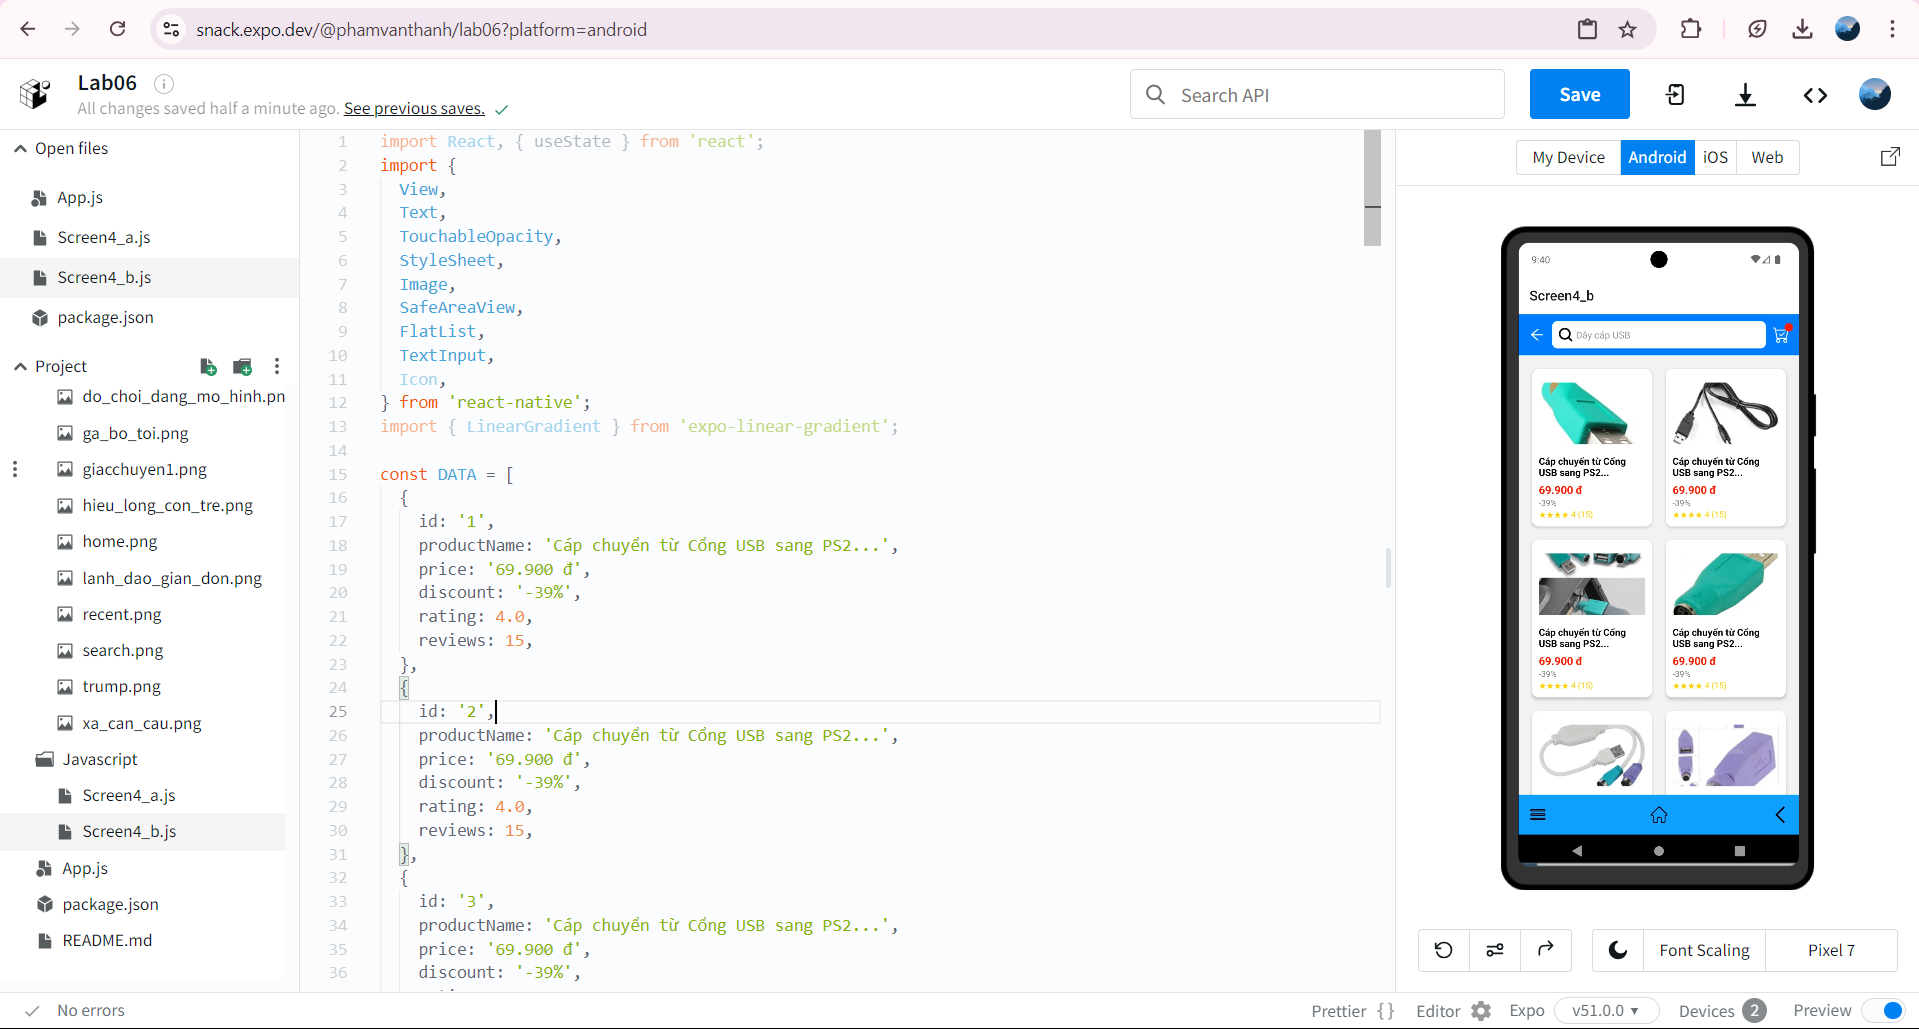 snack.expo.dev/@phamvanthanh/lab06?platform=android
Lab06
All changes saved half a minute ago. See previous saves.
Search API
Save
Open files
App.js
Screen4_a.js
Screen4_b.js
package.json
Project
do_choi_dang_mo_hinh.pn
ga_bo_toi.png
giacchuyen1.png
hieu_long_con_tre.png
home.png
lanh_dao_gian_don.png
recent.png
search.png
trump.png
xa_can_cau.png
Javascript
Screen4_a.js
Screen4_b.js
App.js
package.json
README.md
1 import React, { useState } from 'react';
2 import {
3 View,
4 Text,
5 TouchableOpacity,
6 StyleSheet,
7 Image,
8 SafeAreaView,
9 FlatList,
10 TextInput,
11 Icon,
12 } from 'react-native';
13 import { LinearGradient } from 'expo-linear-gradient';
14
15 const DATA = [
16 {
17 id: '1',
18 productName: 'Cáp chuyển từ Cổng USB sang PS2...',
19 price: '69.900 đ',
20 discount: '-39%',
21 rating: 4.0,
22 reviews: 15,
23 },
24 {
25 id: '2',
26 productName: 'Cáp chuyển từ Cổng USB sang PS2...',
27 price: '69.900 đ',
28 discount: '-39%',
29 rating: 4.0,
30 reviews: 15,
31 },
32 {
33 id: '3',
34 productName: 'Cáp chuyển từ Cổng USB sang PS2...',
35 price: '69.900 đ',
36 discount: '-39%',
My Device Android iOS Web
9:40
Screen4_b
Dây cáp USB
Cáp chuyển từ Cổng
USB sang PS2...
69.900 đ
-39%
★★★★ 4 (15)
Cáp chuyển từ Cổng
USB sang PS2...
69.900 đ
-39%
★★★★ 4 (15)
Cáp chuyển từ Cổng
USB sang PS2...
69.900 đ
-39%
★★★★ 4 (15)
Cáp chuyển từ Cổng
USB sang PS2...
69.900 đ
-39%
★★★★ 4 (15)
Font Scaling
Pixel 7
No errors
Prettier {} Editor Expo v51.0.0 ▾ Devices 2 Preview